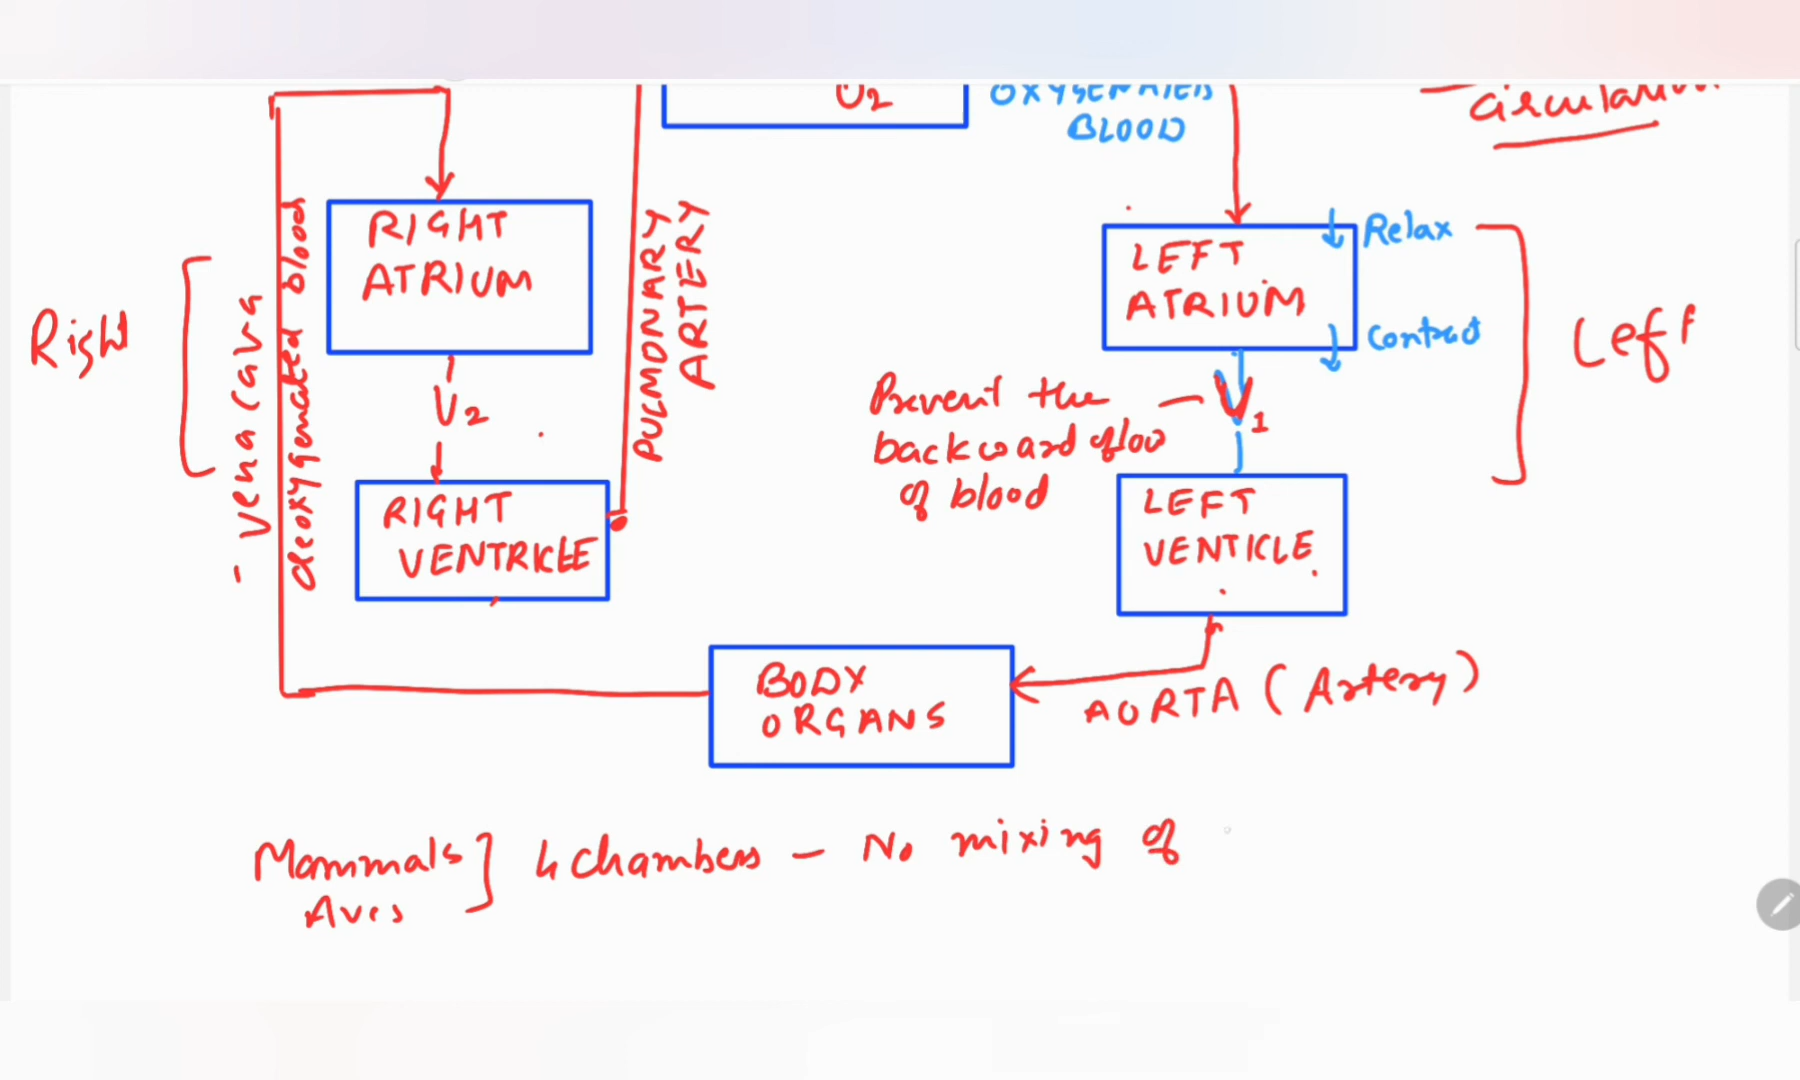 O2
OXYGENATED
BLOOD
circulation
RIGHT
ATRIUM
PULMONARY
ARTERY
LEFT
ATRIUM
Relax
Contract
Right
- vena cava
deoxygenated blood
Left
V2
Prevent the
backward flow
of blood
V1
RIGHT
VENTRICLE
LEFT
VENTICLE
BODY
ORGANS
AORTA (Artery)
Mammals
Aves
4 chambers - No mixing of